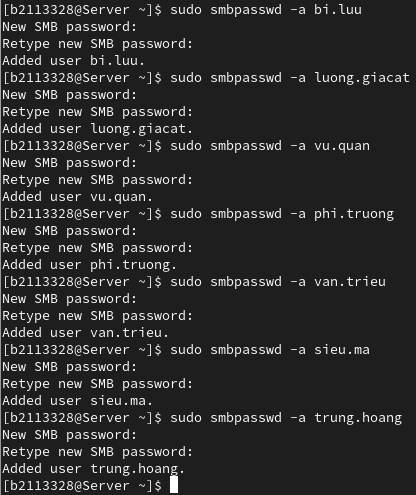 [b2113328@Server ~]$ sudo smbpasswd -a bi.luu
New SMB password:
Retype new SMB password:
Added user bi.luu.
[b2113328@Server ~]$ sudo smbpasswd -a luong.giacat
New SMB password:
Retype new SMB password:
Added user luong.giacat.
[b2113328@Server ~]$ sudo smbpasswd -a vu.quan
New SMB password:
Retype new SMB password:
Added user vu.quan.
[b2113328@Server ~]$ sudo smbpasswd -a phi.truong
New SMB password:
Retype new SMB password:
Added user phi.truong.
[b2113328@Server ~]$ sudo smbpasswd -a van.trieu
New SMB password:
Retype new SMB password:
Added user van.trieu.
[b2113328@Server ~]$ sudo smbpasswd -a sieu.ma
New SMB password:
Retype new SMB password:
Added user sieu.ma.
[b2113328@Server ~]$ sudo smbpasswd -a trung.hoang
New SMB password:
Retype new SMB password:
Added user trung.hoang.
[b2113328@Server ~]$